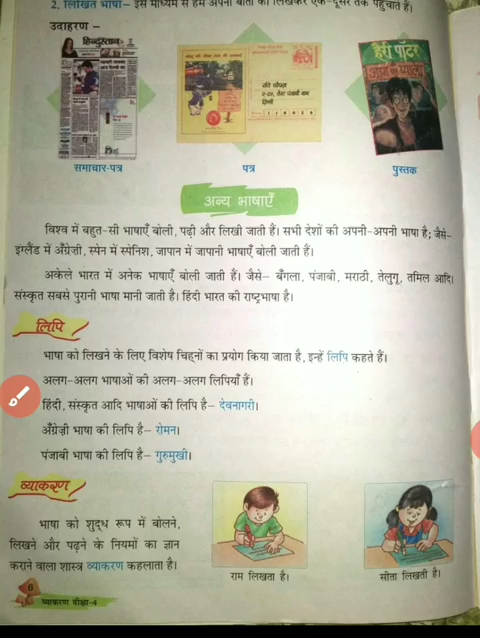 2. लिखित भाषा – इस माध्यम से हम अपनी बातों को लिखकर एक-दूसरे तक पहुँचाते हैं।
उदाहरण –
हिन्दुस्तान
हैरी पॉटर
समाचार-पत्र
पत्र
पुस्तक
अन्य भाषाएँ
विश्व में बहुत-सी भाषाएँ बोली, पढ़ी और लिखी जाती हैं। सभी देशों की अपनी-अपनी भाषा है; जैसे–
इंग्लैंड में अँग्रेज़ी, स्पेन में स्पेनिश, जापान में जापानी भाषाएँ बोली जाती हैं।
अकेले भारत में अनेक भाषाएँ बोली जाती हैं। जैसे– बँगला, पंजाबी, मराठी, तेलुगू, तमिल आदि।
संस्कृत सबसे पुरानी भाषा मानी जाती है। हिंदी भारत की राष्ट्रभाषा है।
लिपि
भाषा को लिखने के लिए विशेष चिह्नों का प्रयोग किया जाता है, इन्हें लिपि कहते हैं।
अलग-अलग भाषाओं की अलग-अलग लिपियाँ हैं।
हिंदी, संस्कृत आदि भाषाओं की लिपि है– देवनागरी।
अँग्रेज़ी भाषा की लिपि है– रोमन।
पंजाबी भाषा की लिपि है– गुरुमुखी।
व्याकरण
भाषा को शुद्ध रूप में बोलने,
लिखने और पढ़ने के नियमों का ज्ञान
कराने वाला शास्त्र व्याकरण कहलाता है।
राम लिखता है।
सीता लिखती है।
6
व्याकरण वीक्षा-4